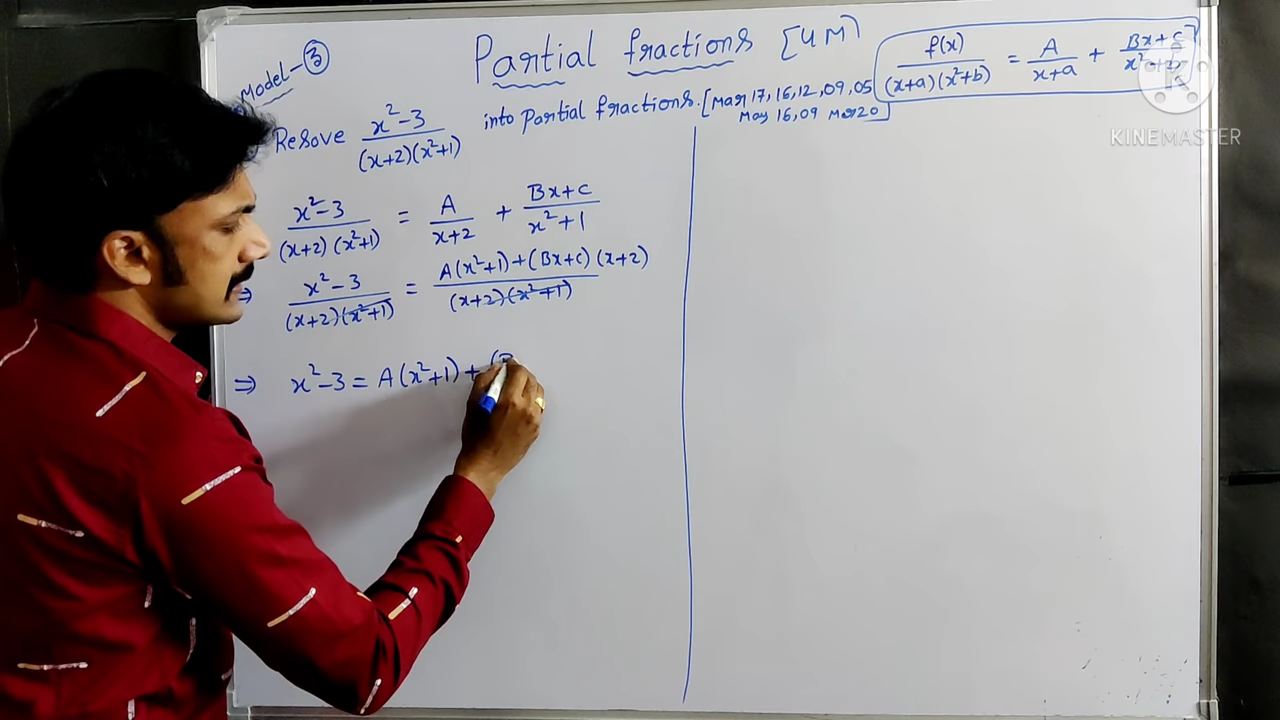 Partial fractions [4M]
Model-③
f(x)/(x+a)(x²+b) = A/x+a + Bx+C/x²+b
Resove x²-3/(x+2)(x²+1) into Partial fractions. [Mar 17, 16, 12, 09, 05
May 16, 09 Mar 20]
x²-3/(x+2)(x²+1) = A/x+2 + Bx+C/x²+1
⇒ x²-3/(x+2)(x²+1) = A(x²+1)+(Bx+C)(x+2)/(x+2)(x²+1)
⇒ x²-3 = A(x²+1) + (B
KINEMASTER